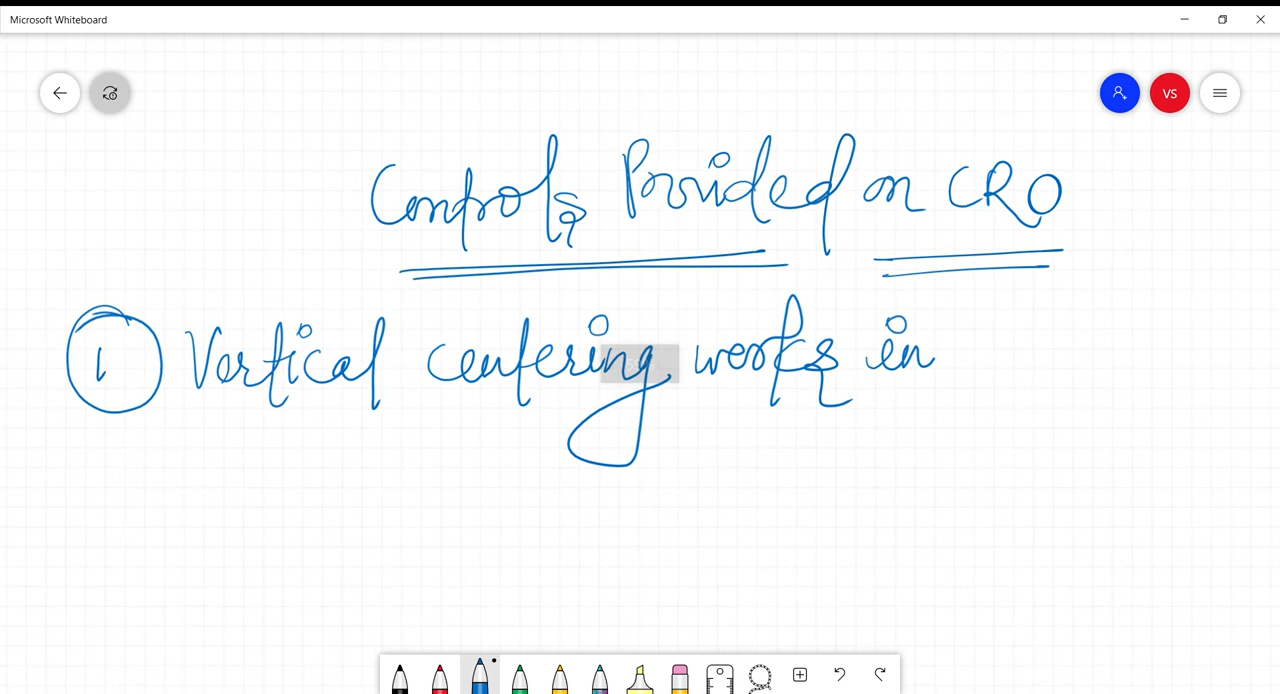 Microsoft Whiteboard
VS
Controls Provided on CRO
1 Vertical centering works in